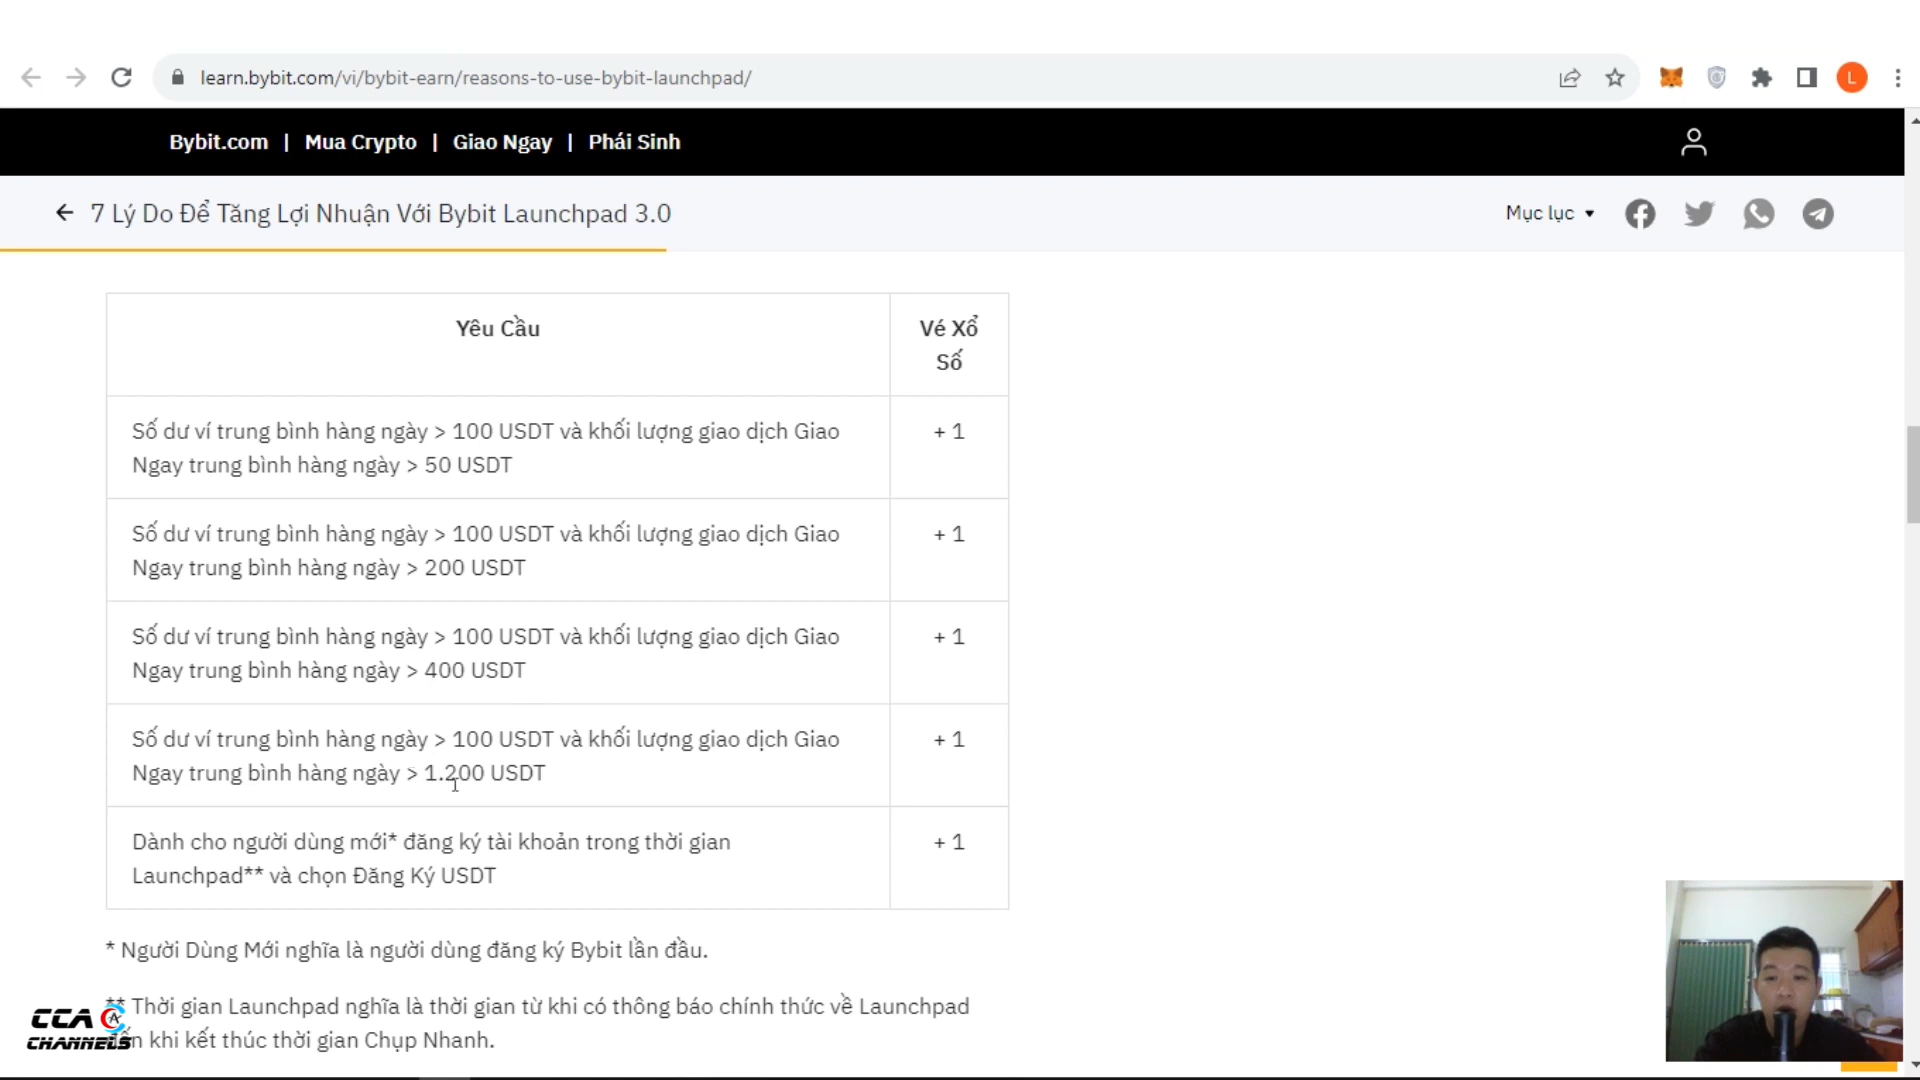 learn.bybit.com/vi/bybit-earn/reasons-to-use-bybit-launchpad/
L
Bybit.com | Mua Crypto | Giao Ngay | Phái Sinh
7 Lý Do Để Tăng Lợi Nhuận Với Bybit Launchpad 3.0
Mục lục
Yêu Cầu
Vé Xổ
Số
Số dư ví trung bình hàng ngày > 100 USDT và khối lượng giao dịch Giao
Ngay trung bình hàng ngày > 50 USDT
+ 1
Số dư ví trung bình hàng ngày > 100 USDT và khối lượng giao dịch Giao
Ngay trung bình hàng ngày > 200 USDT
+ 1
Số dư ví trung bình hàng ngày > 100 USDT và khối lượng giao dịch Giao
Ngay trung bình hàng ngày > 400 USDT
+ 1
Số dư ví trung bình hàng ngày > 100 USDT và khối lượng giao dịch Giao
Ngay trung bình hàng ngày > 1.200 USDT
+ 1
Dành cho người dùng mới* đăng ký tài khoản trong thời gian
Launchpad** và chọn Đăng Ký USDT
+ 1
* Người Dùng Mới nghĩa là người dùng đăng ký Bybit lần đầu.
** Thời gian Launchpad nghĩa là thời gian từ khi có thông báo chính thức về Launchpad
khi kết thúc thời gian Chụp Nhanh.
CCA
CHANNELS